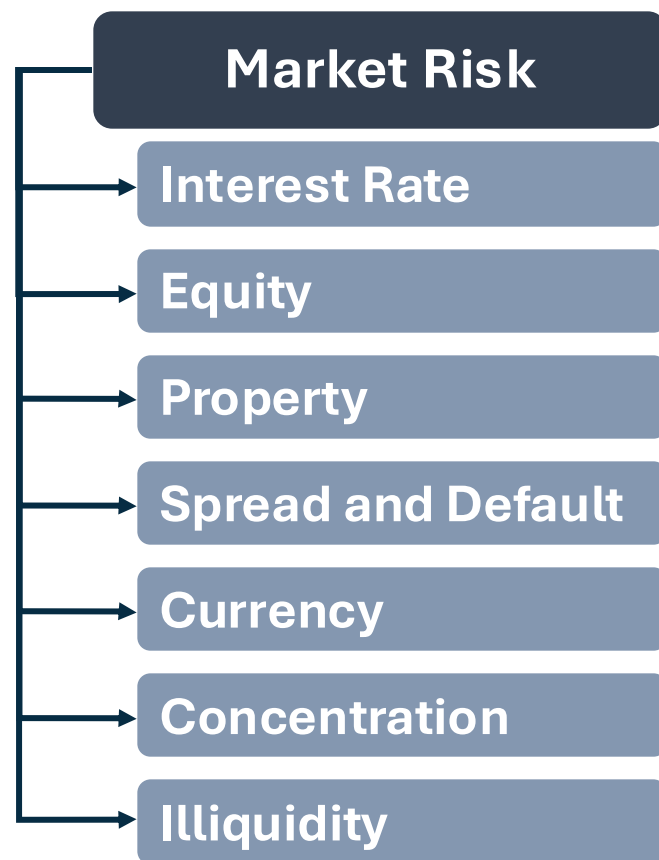 Market Risk
Interest Rate
Equity
Property
Spread and Default
Currency
Concentration
Illiquidity